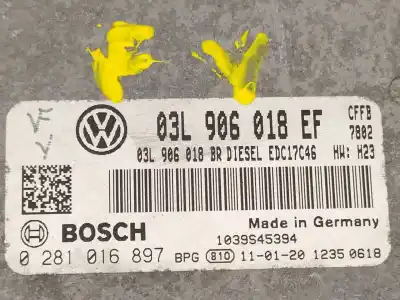 03L 906 018 EF
CFFB
7802
03L 906 018 BR DIESEL EDC17C46
HW: H23
BOSCH
Made in Germany
1039S45394
0 281 016 897
BPG 810 11-01-20 1235 0618